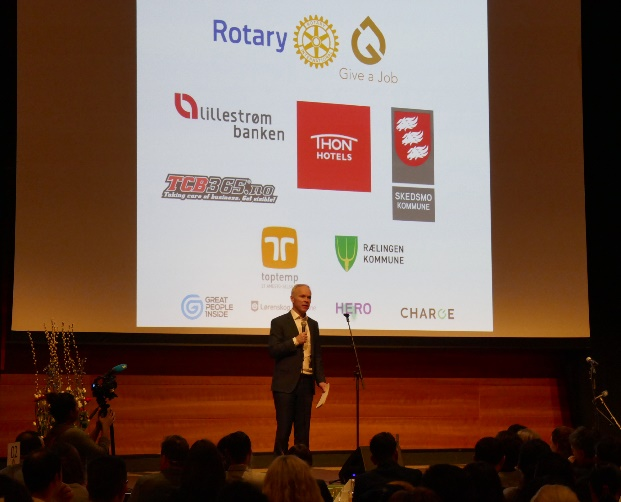 Rotary
Give a Job
lillestrøm
banken
THON
HOTELS
SKEDSMO
KOMMUNE
TCB365.no
Taking care of business. Get visible!
toptemp
RÆLINGEN
KOMMUNE
GREAT
PEOPLE
INSIDE
HERO
CHARGE